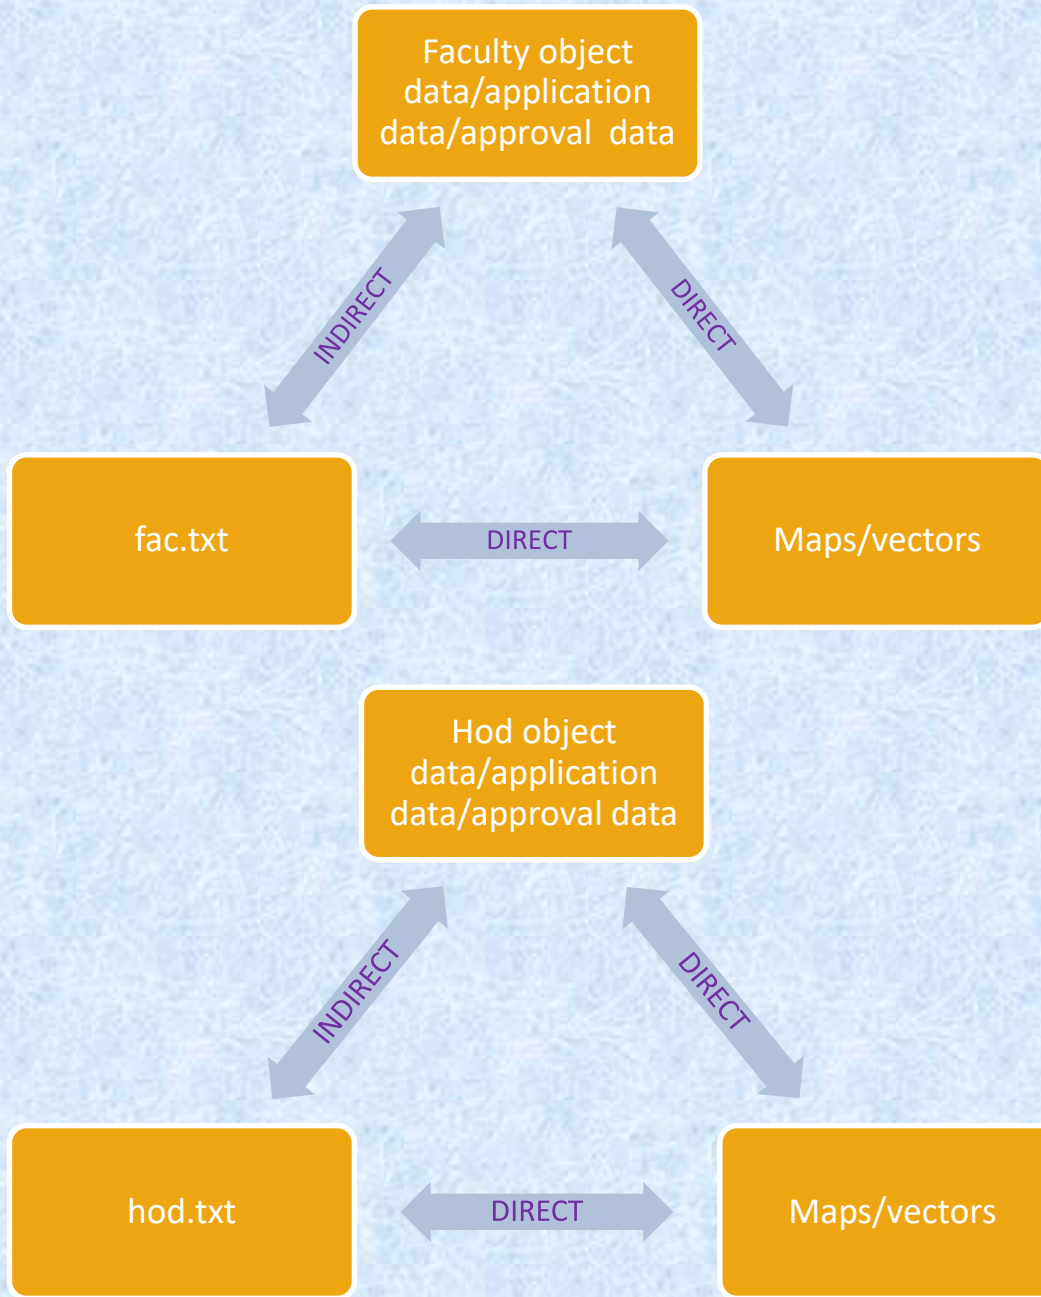 Faculty object
data/application
data/approval  data
INDIRECT
DIRECT
fac.txt
DIRECT
Maps/vectors
Hod object
data/application
data/approval data
INDIRECT
DIRECT
hod.txt
DIRECT
Maps/vectors